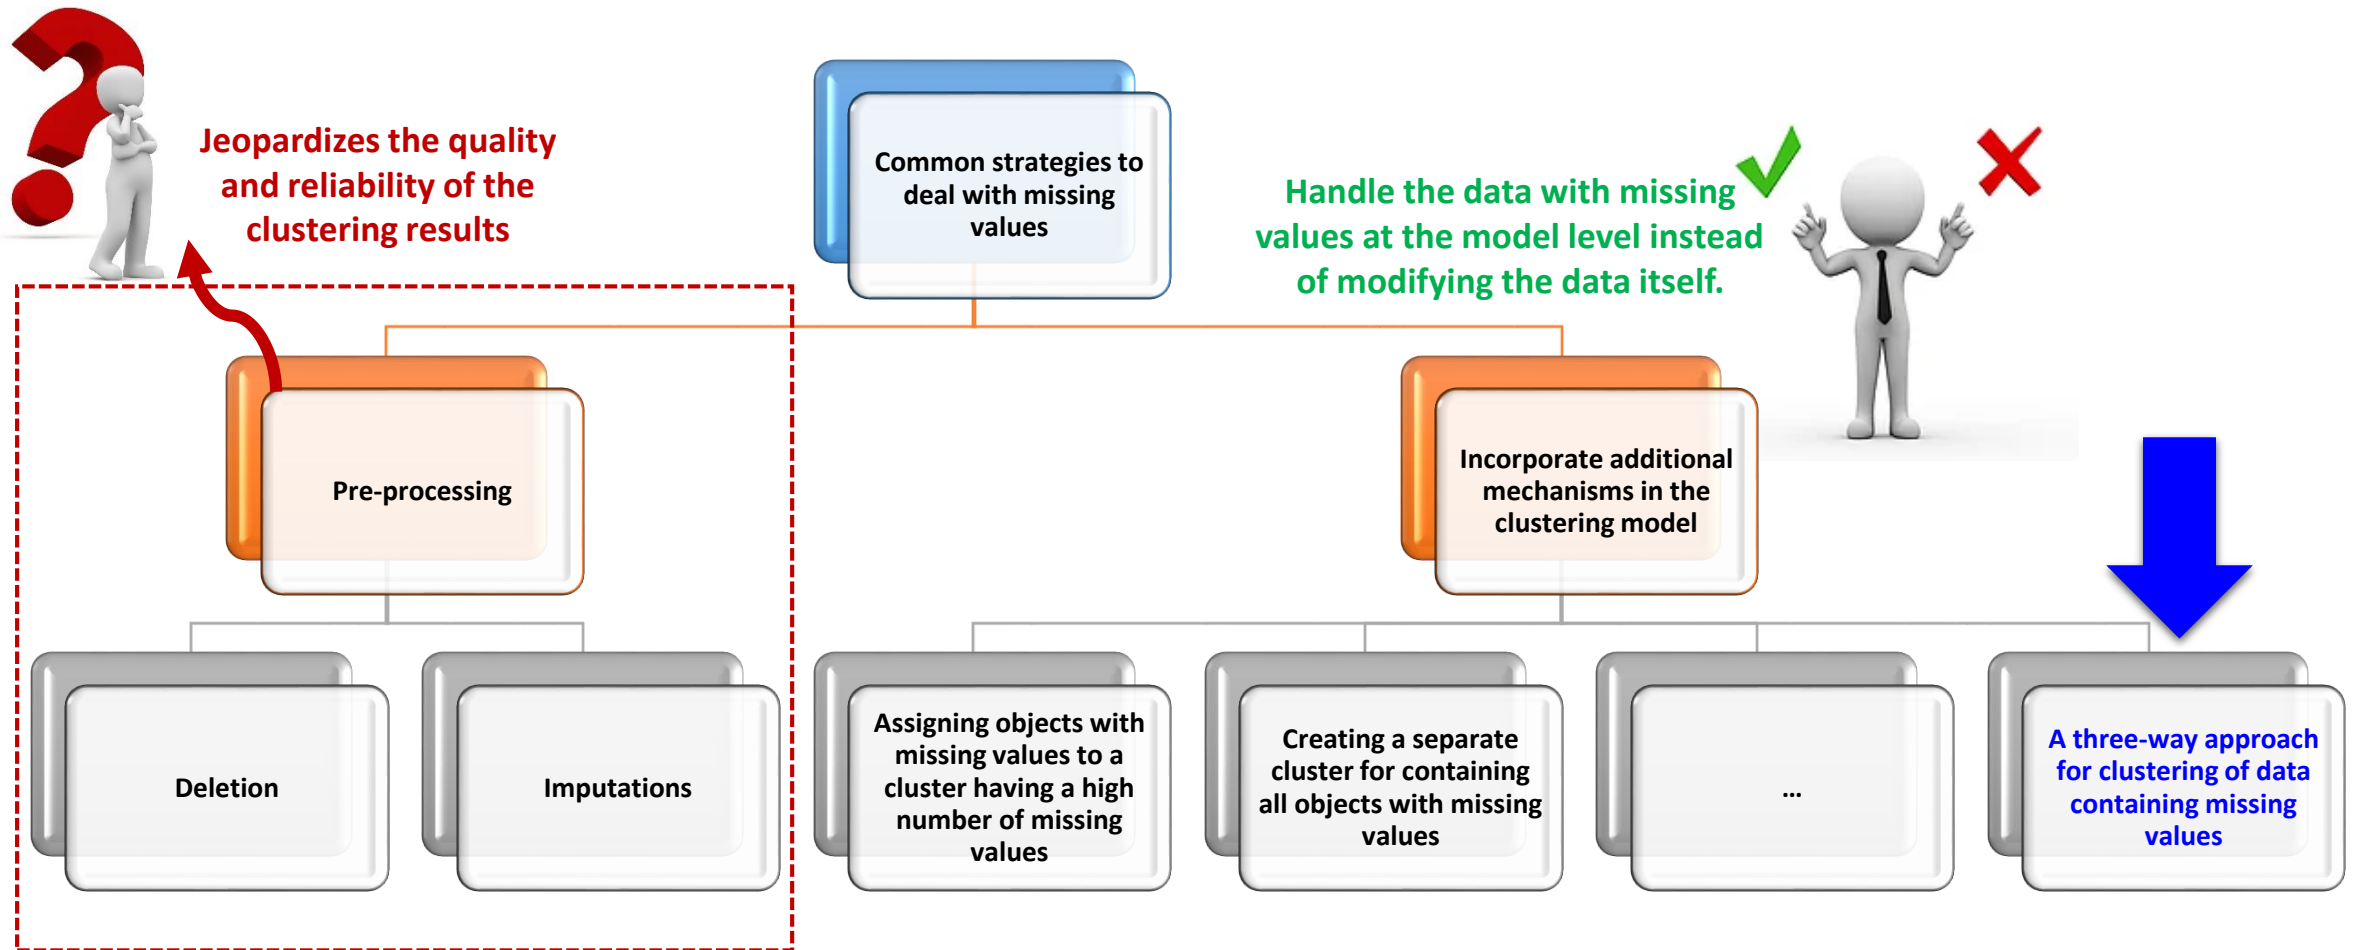 Jeopardizes the quality
and reliability of the
clustering results
Common strategies to
deal with missing
values
Handle the data with missing
values at the model level instead
of modifying the data itself.
Pre-processing
Incorporate additional
mechanisms in the
clustering model
Deletion
Imputations
Assigning objects with
missing values to a
cluster having a high
number of missing
values
Creating a separate
cluster for containing
all objects with missing
values
...
A three-way approach
for clustering of data
containing missing
values